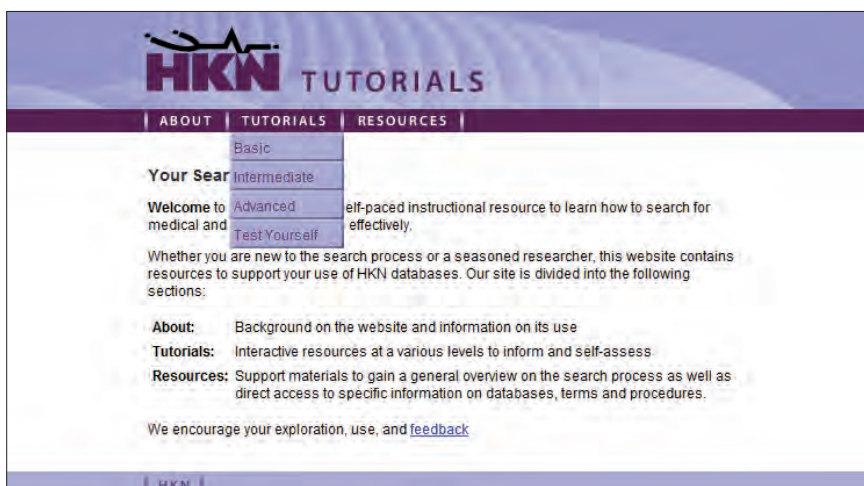 HKN TUTORIALS
ABOUT TUTORIALS RESOURCES
Basic
Your Sear Intermediate
Welcome to Advanced elf-paced instructional resource to learn how to search for
medical and Test Yourself effectively.
Whether you are new to the search process or a seasoned researcher, this website contains
resources to support your use of HKN databases. Our site is divided into the following
sections:
About: Background on the website and information on its use
Tutorials: Interactive resources at a various levels to inform and self-assess
Resources: Support materials to gain a general overview on the search process as well as
direct access to specific information on databases, terms and procedures.
We encourage your exploration, use, and feedback
HKN